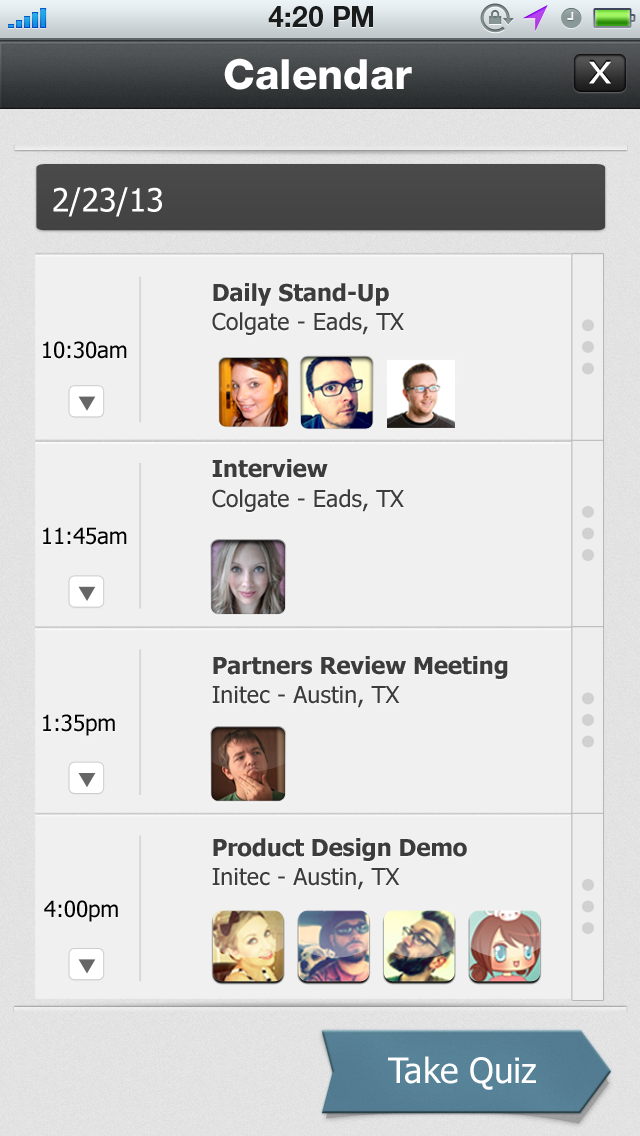 4:20 PM
Calendar
X
2/23/13
Daily Stand-Up
Colgate - Eads, TX
10:30am
Interview
Colgate - Eads, TX
11:45am
Partners Review Meeting
Initec - Austin, TX
1:35pm
Product Design Demo
Initec - Austin, TX
4:00pm
Take Quiz